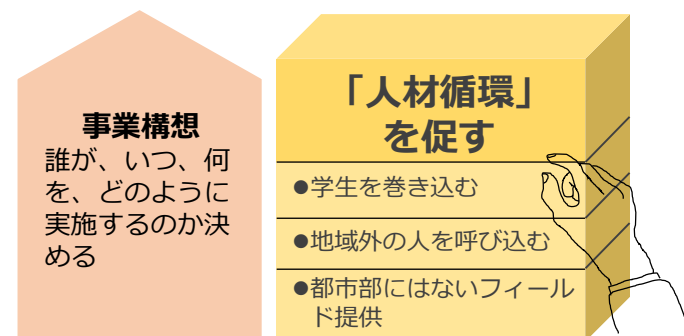 事業構想
誰が、いつ、何
を、どのように
実施するのか決
める
「人材循環」
を促す
●学生を巻き込む
●地域外の人を呼び込む
●都市部にはないフィール
ド提供